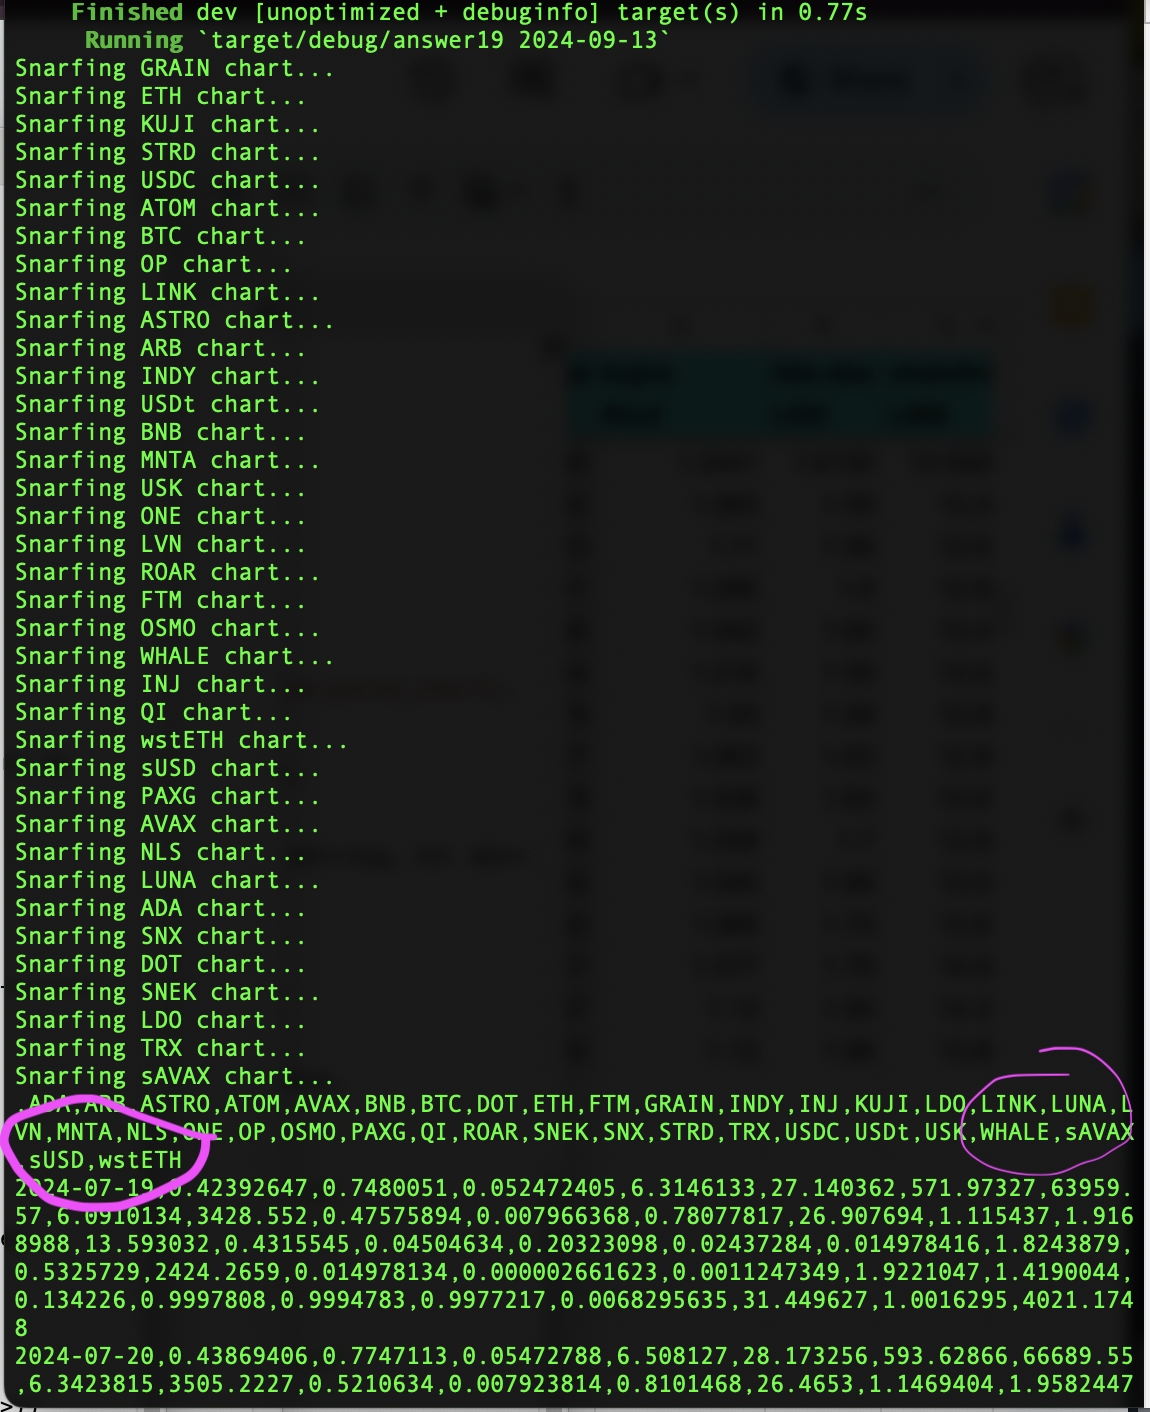 Finished dev [unoptimized + debuginfo] target(s) in 0.77s
Running `target/debug/answer19 2024-09-13`
Snarfing GRAIN chart...
Snarfing ETH chart...
Snarfing KUJI chart...
Snarfing STRD chart...
Snarfing USDC chart...
Snarfing ATOM chart...
Snarfing BTC chart...
Snarfing OP chart...
Snarfing LINK chart...
Snarfing ASTRO chart...
Snarfing ARB chart...
Snarfing INDY chart...
Snarfing USDt chart...
Snarfing BNB chart...
Snarfing MNTA chart...
Snarfing USK chart...
Snarfing ONE chart...
Snarfing LVN chart...
Snarfing ROAR chart...
Snarfing FTM chart...
Snarfing OSMO chart...
Snarfing WHALE chart...
Snarfing INJ chart...
Snarfing QI chart...
Snarfing wstETH chart...
Snarfing sUSD chart...
Snarfing PAXG chart...
Snarfing AVAX chart...
Snarfing NLS chart...
Snarfing LUNA chart...
Snarfing ADA chart...
Snarfing SNX chart...
Snarfing DOT chart...
Snarfing SNEK chart...
Snarfing LDO chart...
Snarfing TRX chart...
Snarfing sAVAX chart...
,ADA,ARB,ASTRO,ATOM,AVAX,BNB,BTC,DOT,ETH,FTM,GRAIN,INDY,INJ,KUJI,LDO,LINK,LUNA,L
VN,MNTA,NLS,ONE,OP,OSMO,PAXG,QI,ROAR,SNEK,SNX,STRD,TRX,USDC,USDt,USK,WHALE,sAVAX
,sUSD,wstETH
2024-07-19,0.42392647,0.7480051,0.052472405,6.3146133,27.140362,571.97327,63959.
57,6.0910134,3428.552,0.47575894,0.007966368,0.78077817,26.907694,1.115437,1.916
8988,13.593032,0.4315545,0.04504634,0.20323098,0.02437284,0.014978416,1.8243879,
0.5325729,2424.2659,0.014978134,0.000002661623,0.0011247349,1.9221047,1.4190044,
0.134226,0.9997808,0.9994783,0.9977217,0.0068295635,31.449627,1.0016295,4021.174
8
2024-07-20,0.43869406,0.7747113,0.05472788,6.508127,28.173256,593.62866,66689.55
,6.3423815,3505.2227,0.5210634,0.007923814,0.8101468,26.4653,1.1469404,1.9582447